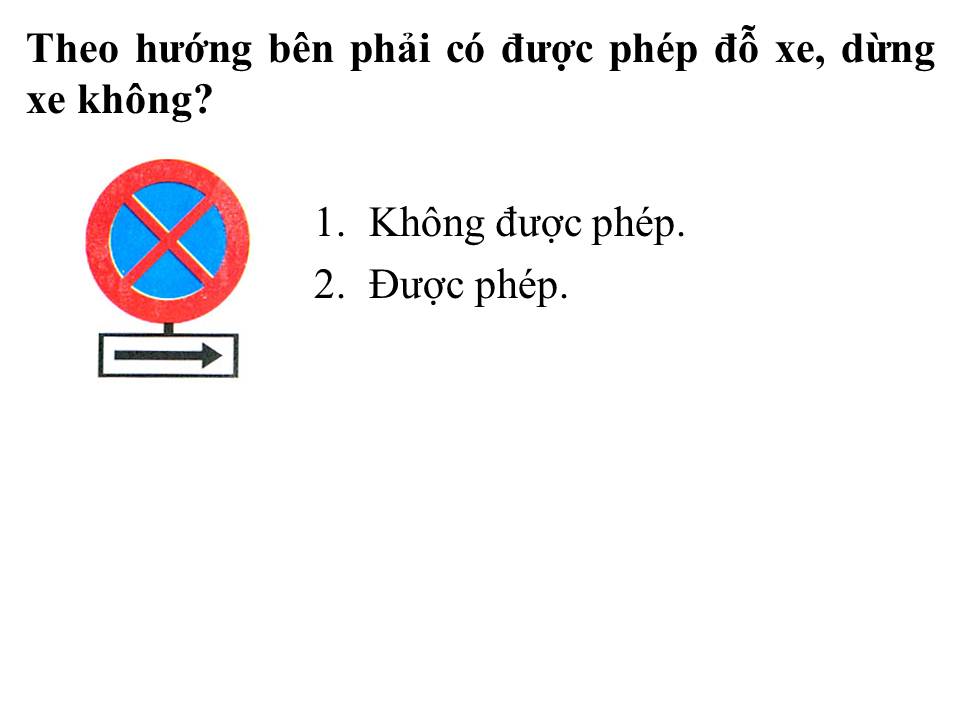 Theo hướng bên phải có được phép đỗ xe, dừng
xe không?
1. Không được phép.
2. Được phép.